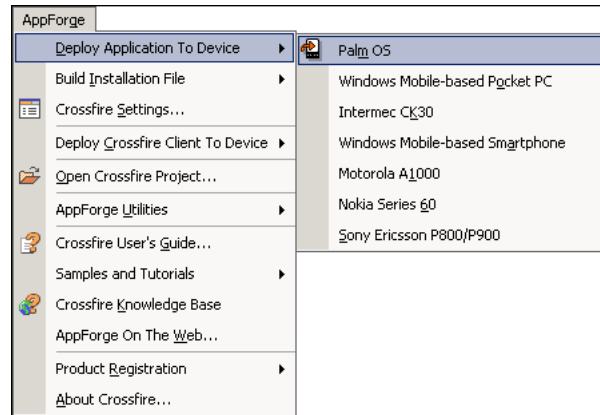 AppForge
Deploy Application To Device
Build Installation File
Crossfire Settings...
Deploy Crossfire Client To Device
Open Crossfire Project...
AppForge Utilities
Crossfire User's Guide...
Samples and Tutorials
Crossfire Knowledge Base
AppForge On The Web...
Product Registration
About Crossfire...
Palm OS
Windows Mobile-based Pocket PC
Intermec CK30
Windows Mobile-based Smartphone
Motorola A1000
Nokia Series 60
Sony Ericsson P800/P900